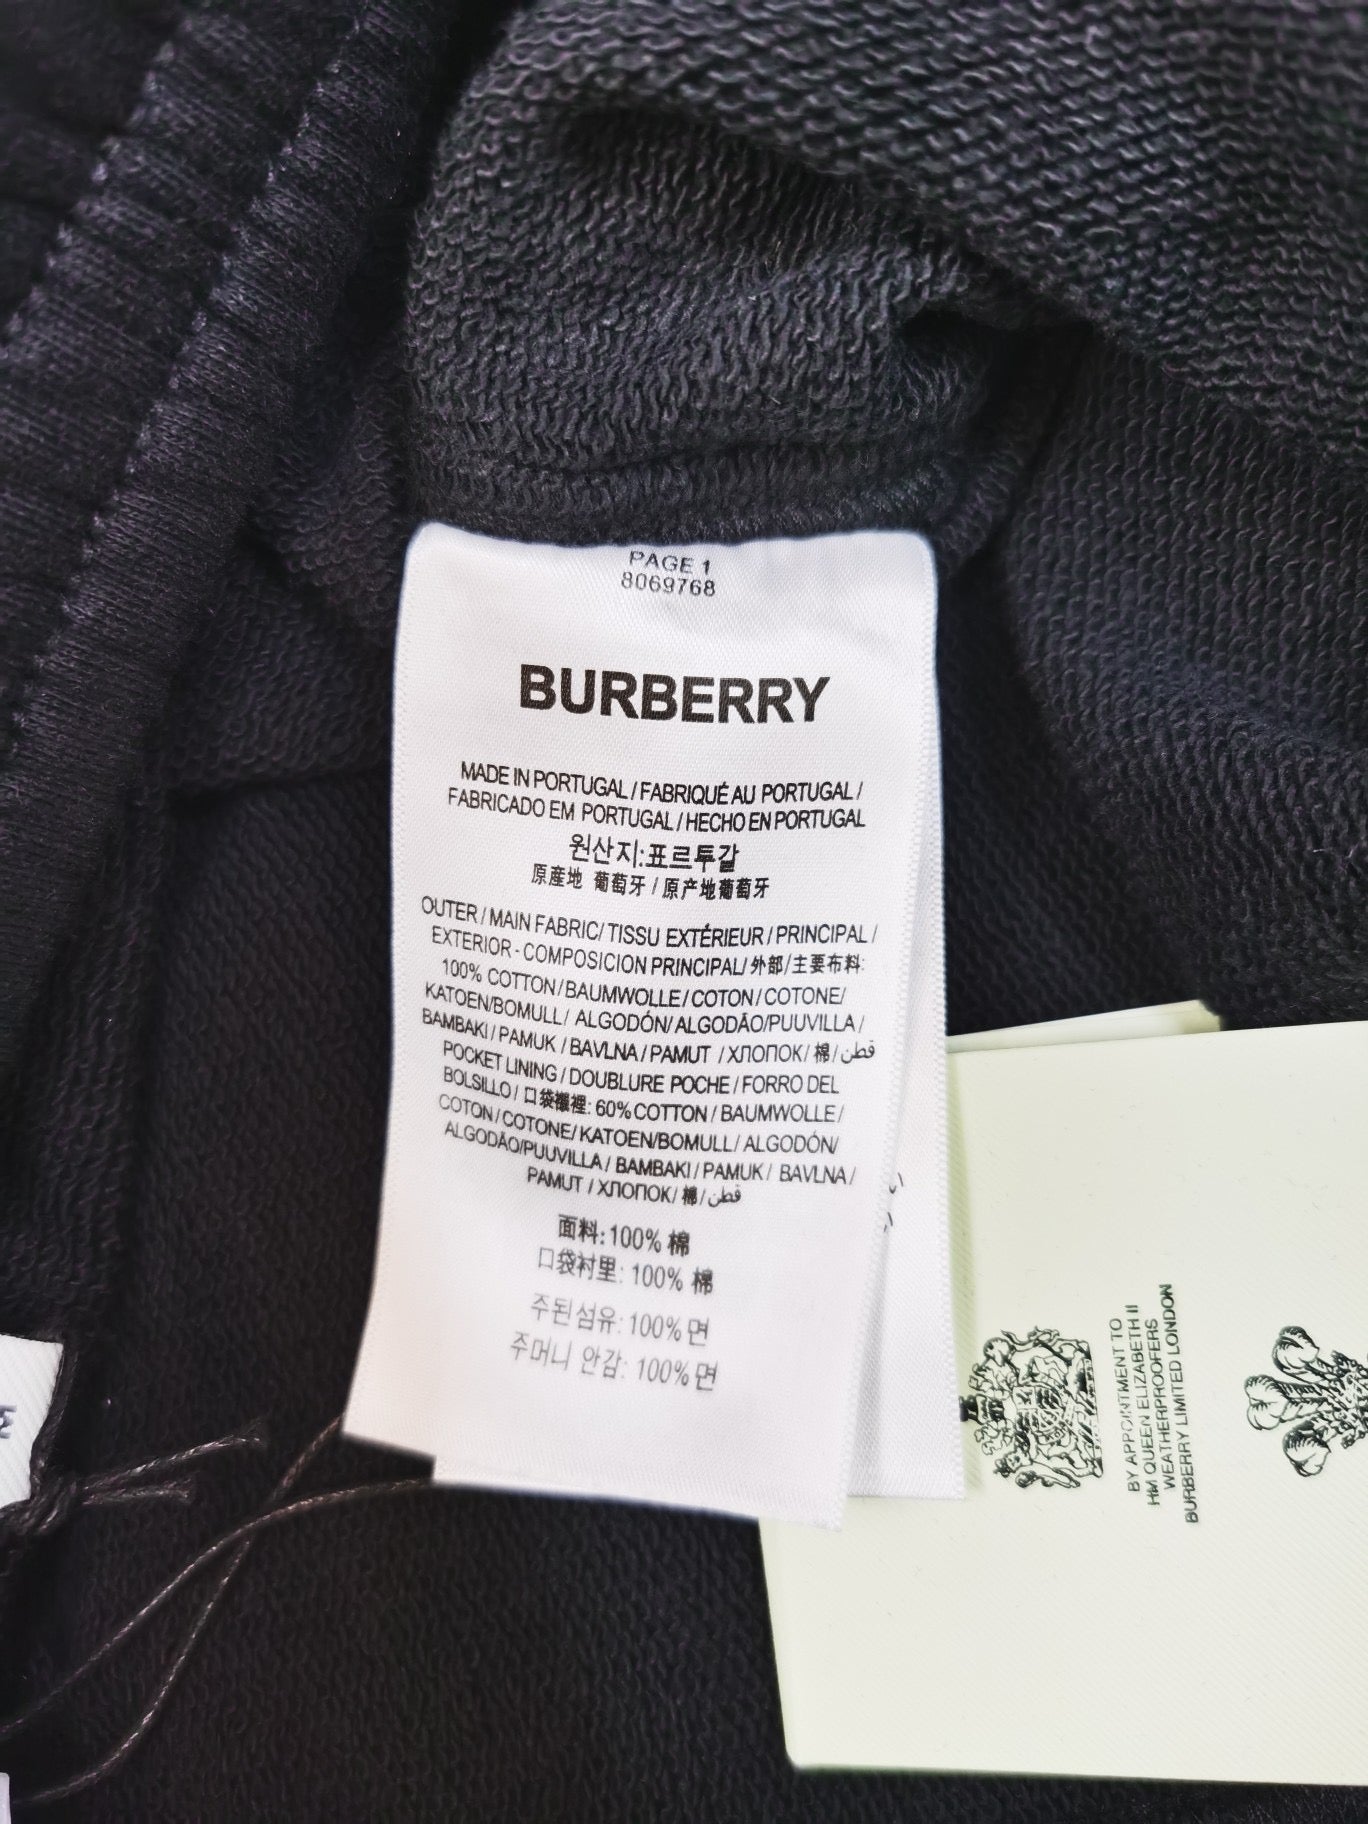 PAGE 1
8069768
BURBERRY
MADE IN PORTUGAL / FABRIQUÉ AU PORTUGAL /
FABRICADO EM PORTUGAL / HECHO EN PORTUGAL
원산지:포르투갈
原產地 葡萄牙 / 原产地葡萄牙
OUTER / MAIN FABRIC/ TISSU EXTÉRIEUR / PRINCIPAL /
EXTERIOR - COMPOSICION PRINCIPAL/ 外部/主要布料:
100% COTTON / BAUMWOLLE / COTON / COTONE/
KATOEN/BOMULL/ ALGODÓN/ ALGODÃO/PUUVILLA /
BAMBAKI / PAMUK / BAVLNA / PAMUT / ХЛОПОК/ 棉 / قطن
POCKET LINING / DOUBLURE POCHE / FORRO DEL
BOLSILLO / 口袋襯裡: 60% COTTON / BAUMWOLLE /
COTON / COTONE/ KATOEN/BOMULL/ ALGODÓN/
ALGODÃO/PUUVILLA / BAMBAKI / PAMUK / BAVLNA /
PAMUT / ХЛОПОК/ 棉 / قطن
面料: 100% 棉
口袋衬里: 100% 棉
주된섬유: 100% 면
주머니 안감: 100% 면
BY APPOINTMENT TO
HM QUEEN ELIZABETH II
WEATHERPROOFERS
BURBERRY LIMITED LONDON